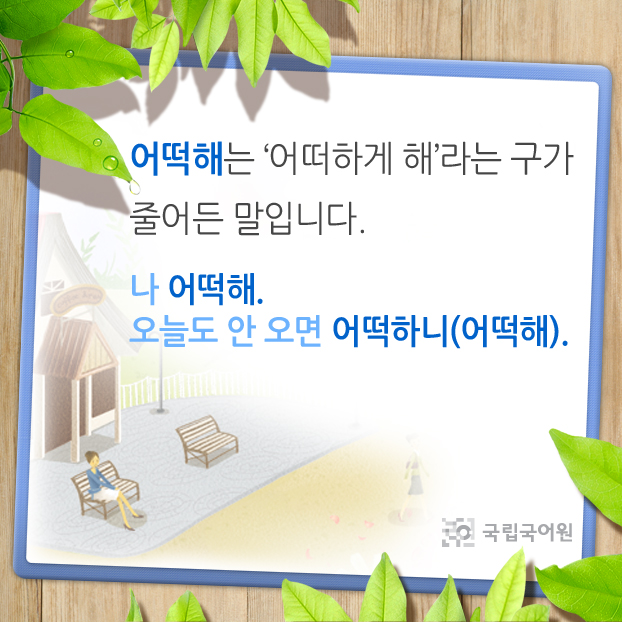 어떡해는 ‘어떠하게 해’라는 구가
줄어든 말입니다.
나 어떡해.
오늘도 안 오면 어떡하니(어떡해).
국립국어원